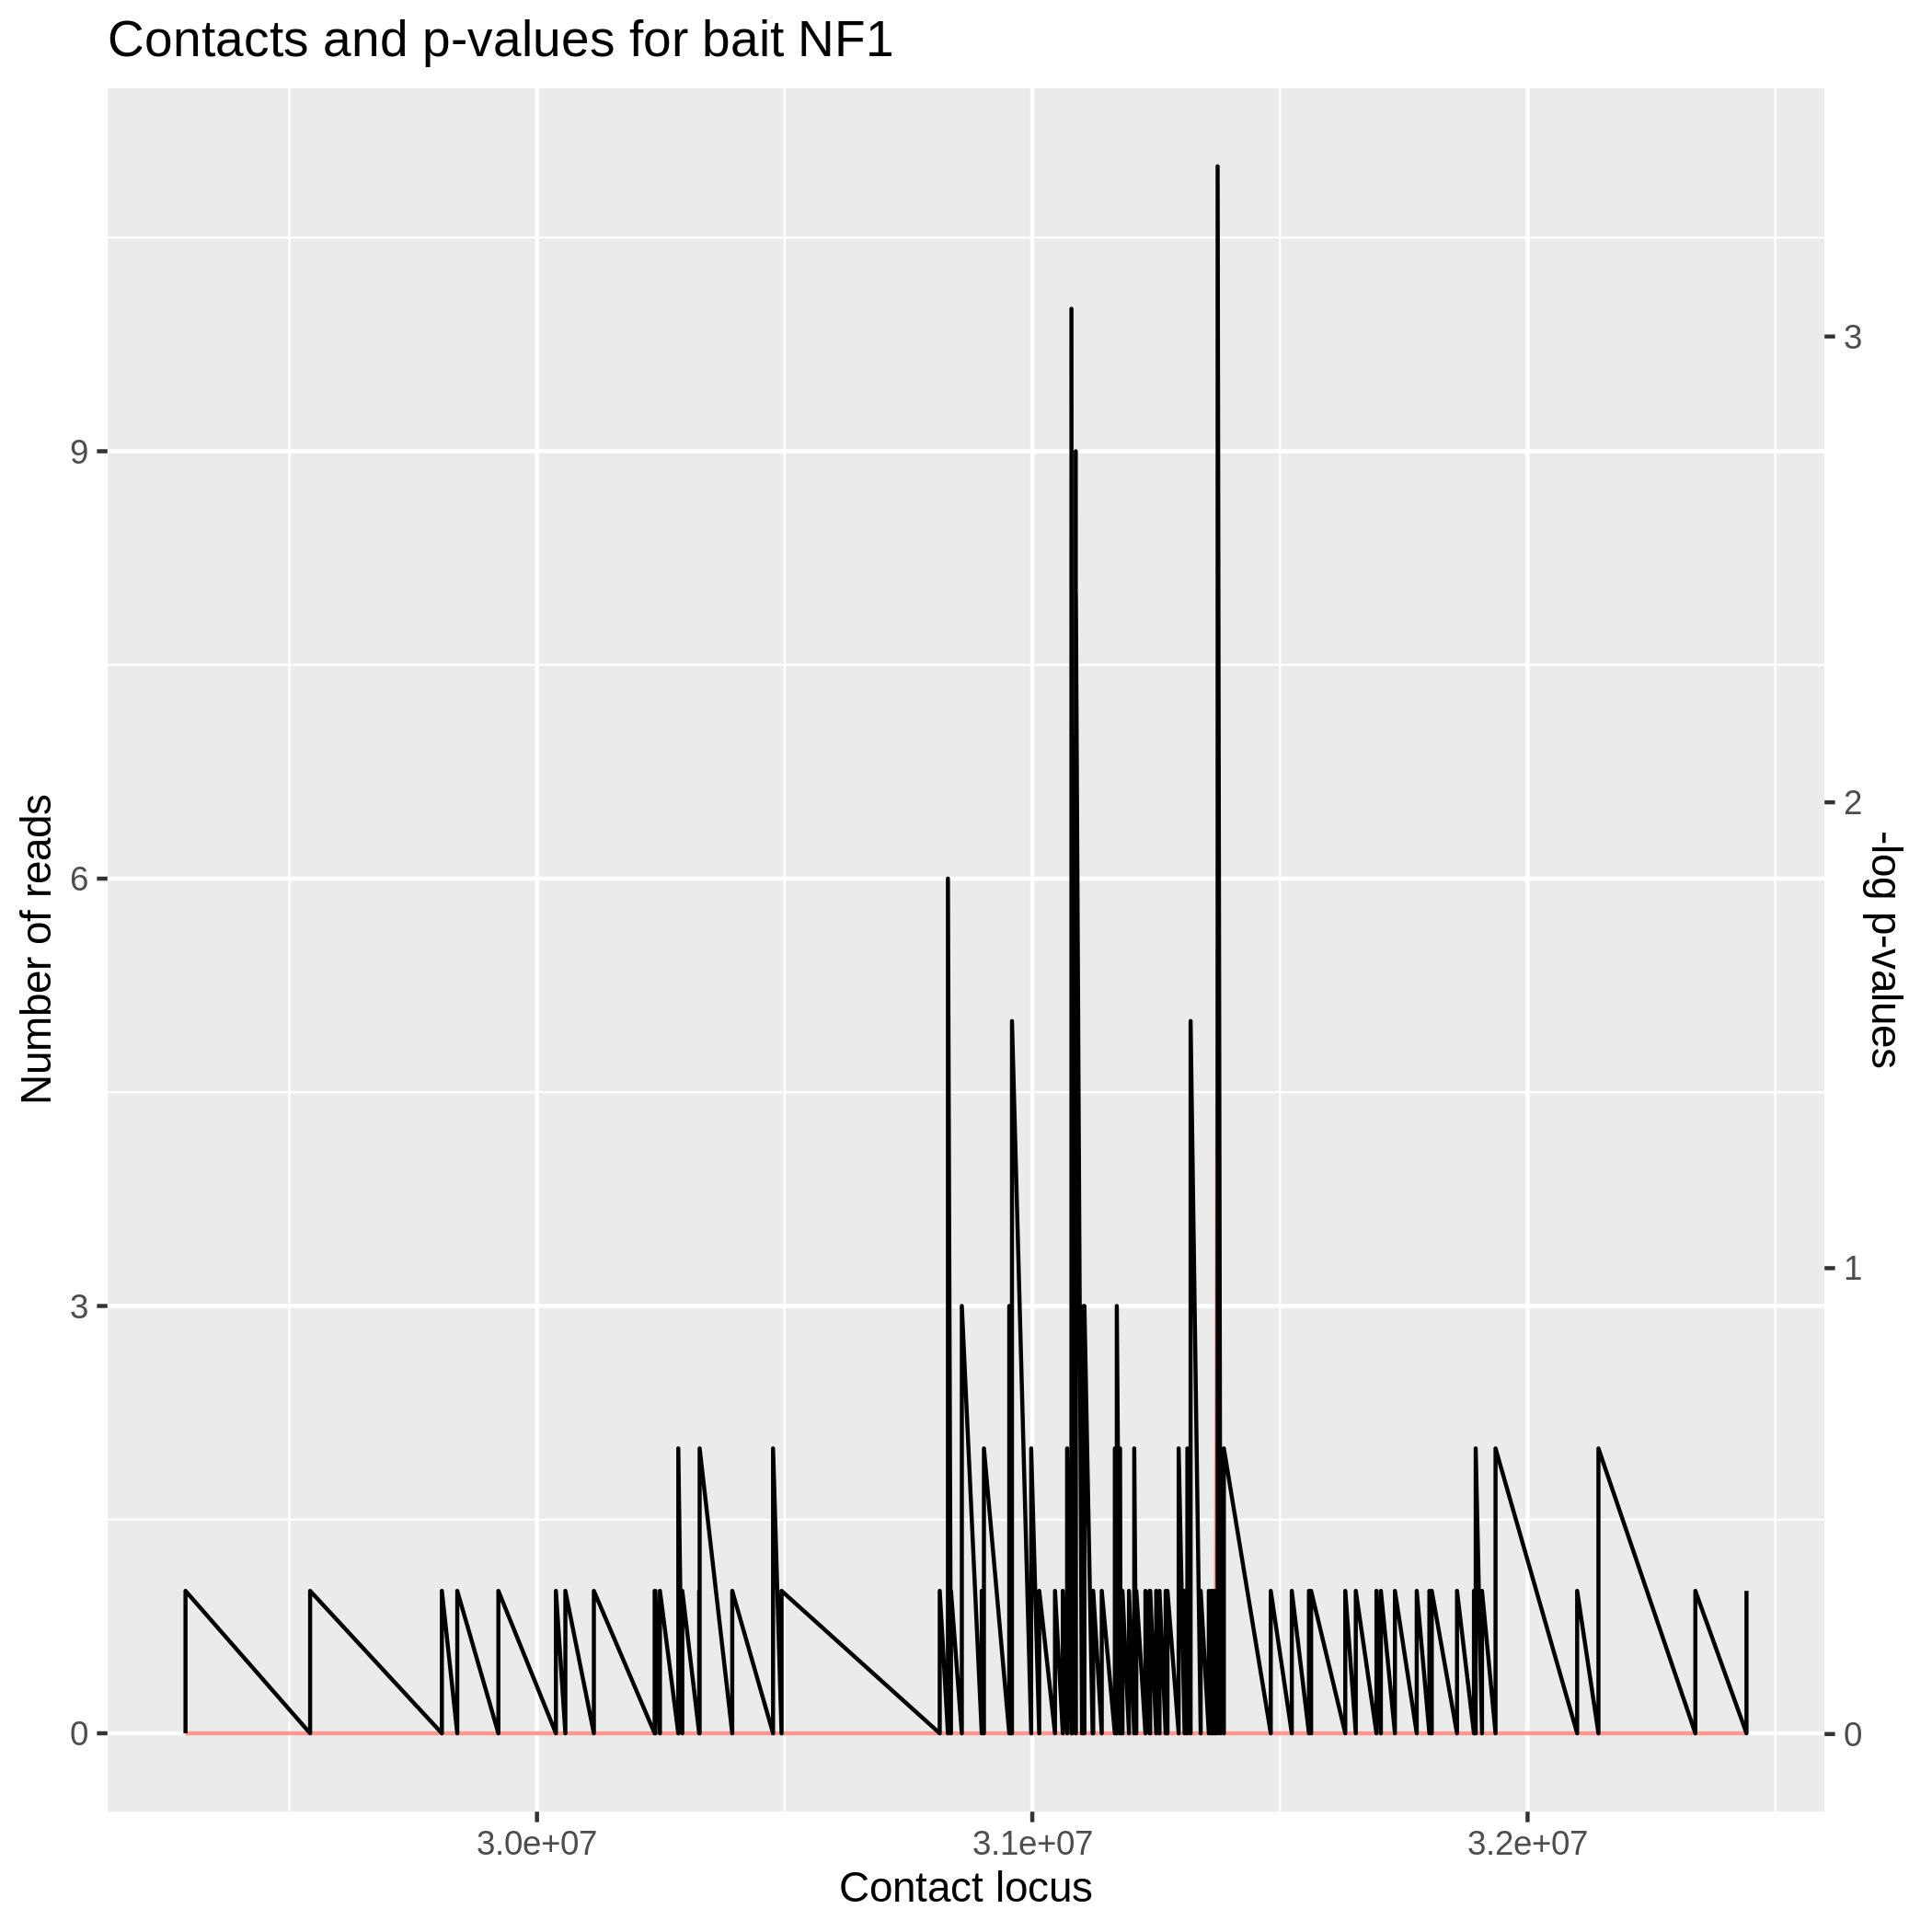 Contacts and p-values for bait NF1
Number of reads
9
6
3
0
3
2
1
0
-log p-values
3.0e+07 3.1e+07 3.2e+07
Contact locus